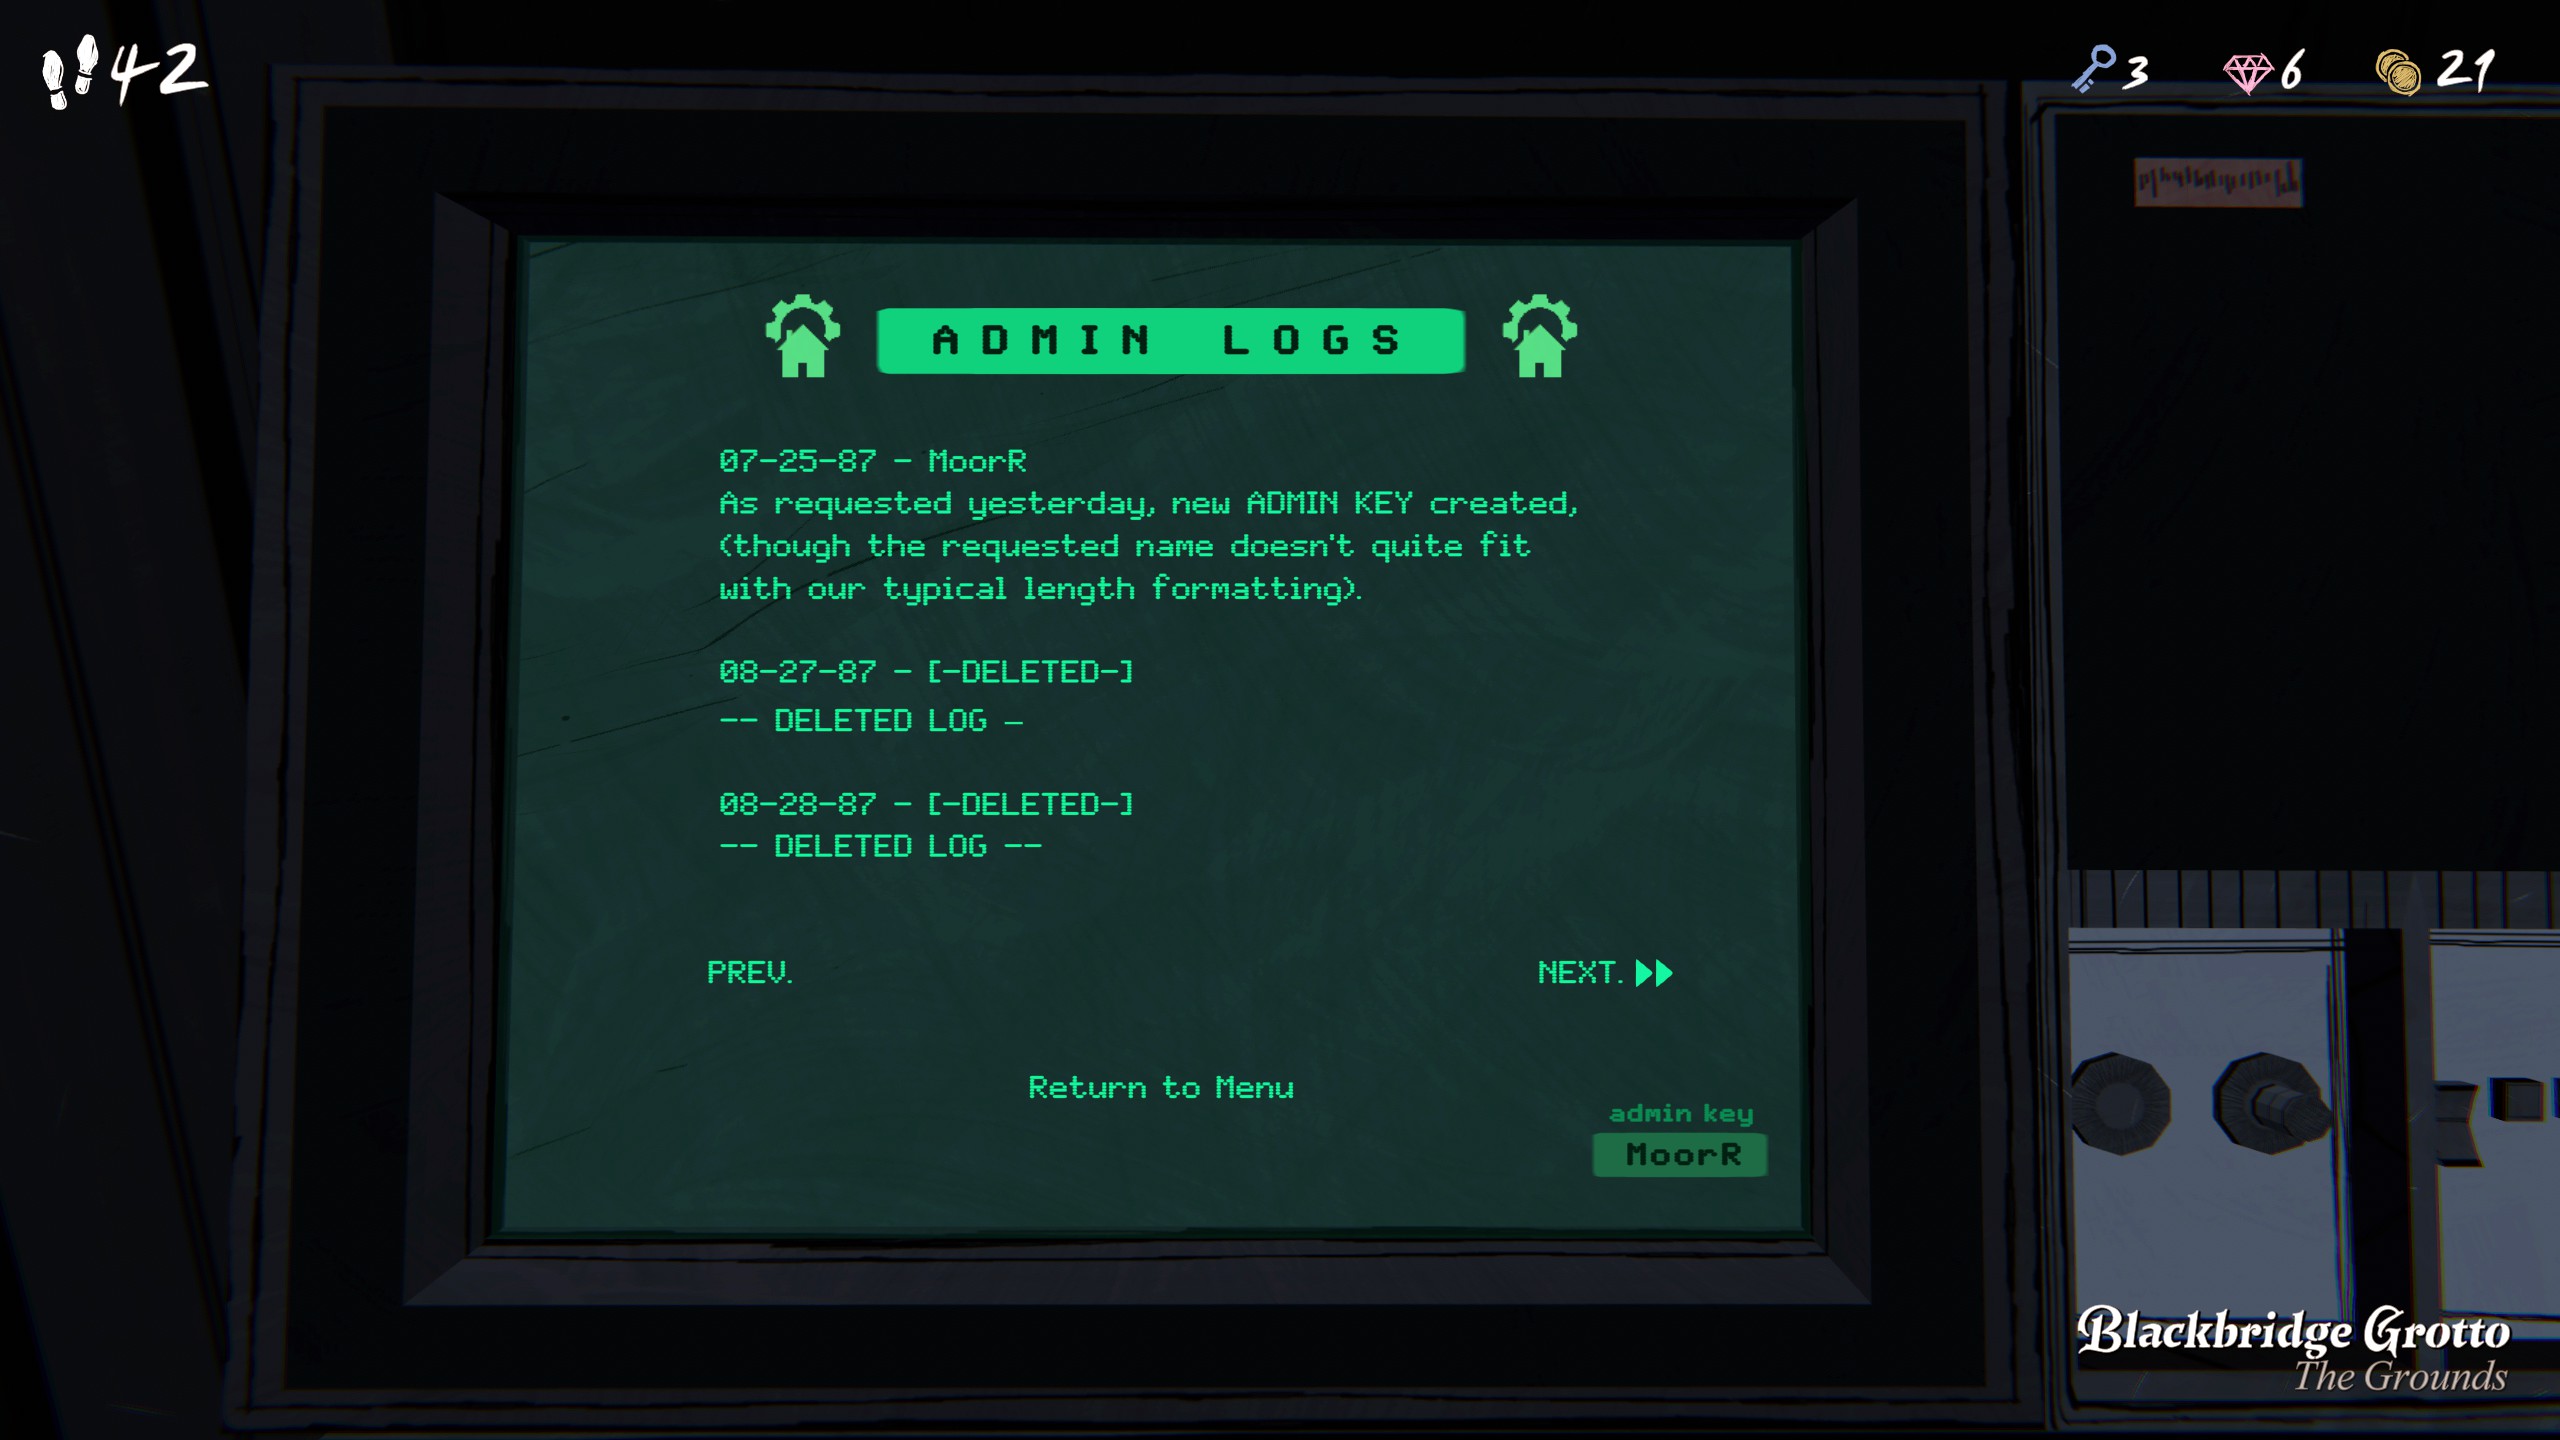 42
3
6
21
ADMIN LOGS
07-25-87 - MoorR
As requested yesterday, new ADMIN KEY created,
(though the requested name doesn't quite fit
with our typical length formatting).
08-27-87 - [-DELETED-]
-- DELETED LOG —
08-28-87 - [-DELETED-]
-- DELETED LOG --
PREV.
NEXT.
Return to Menu
admin key
MoorR
Blackbridge Grotto
The Grounds